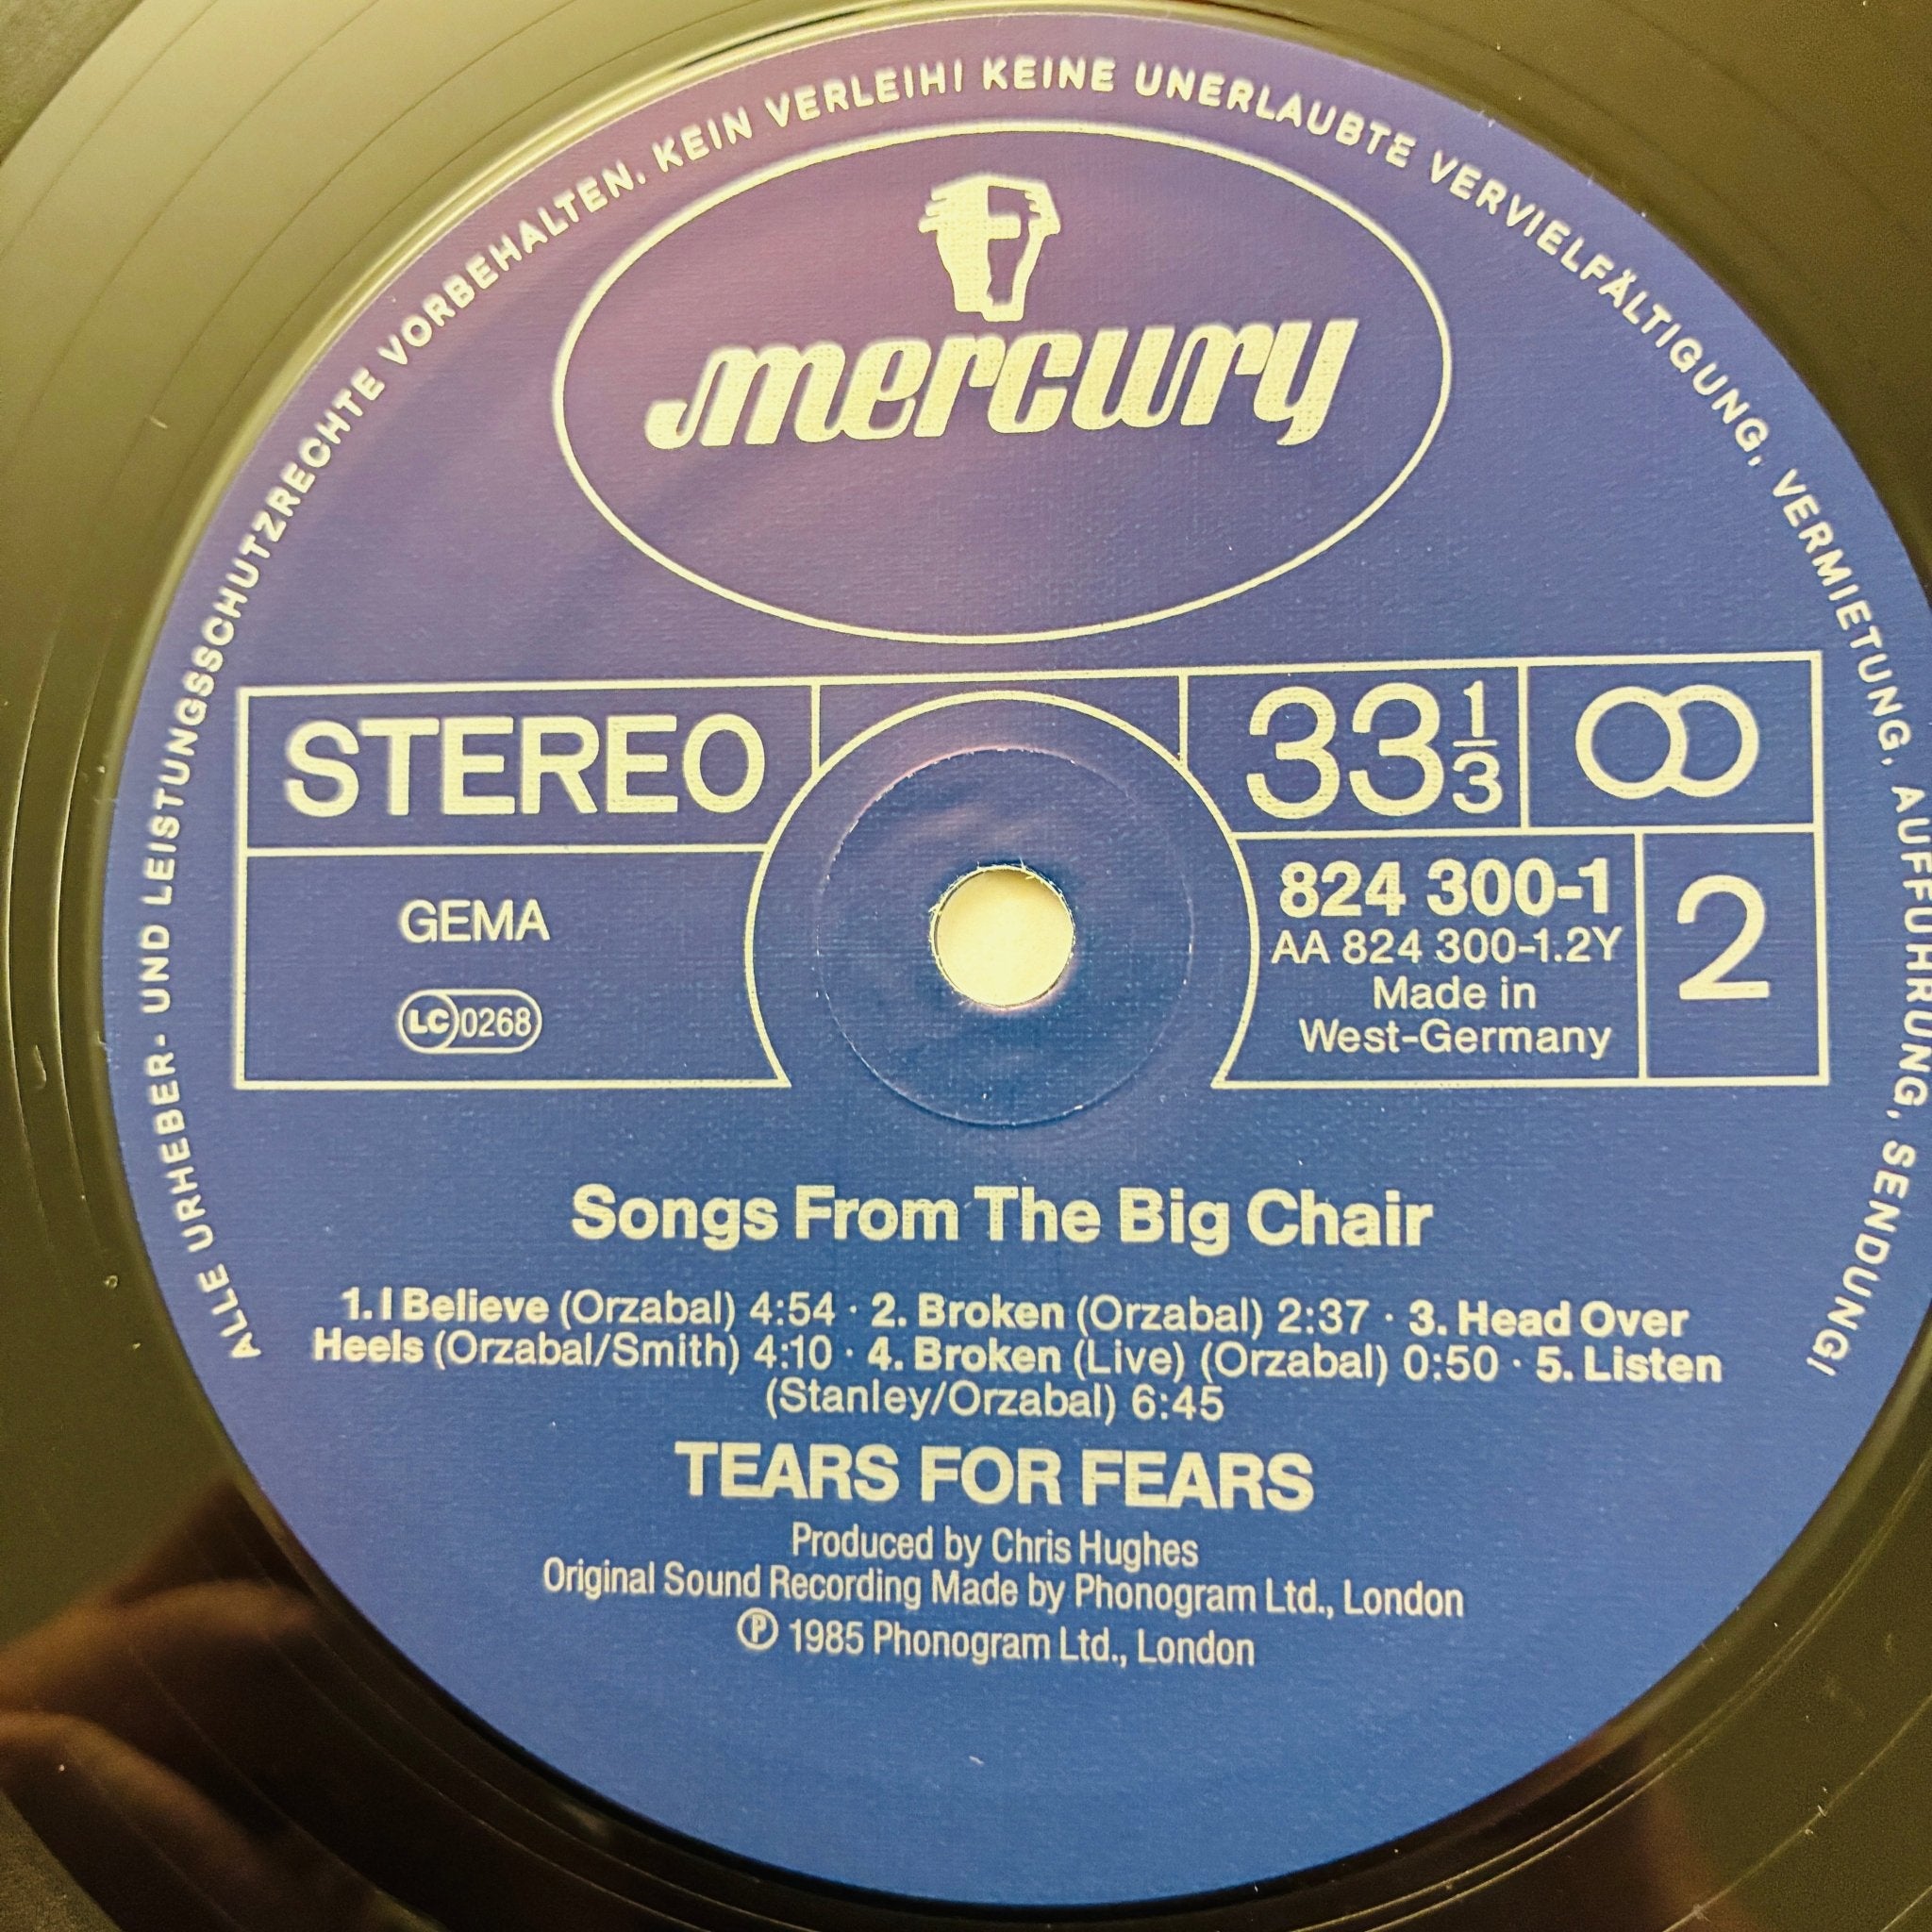 ALLE URHEBER- UND LEISTUNGSSCHUTZRECHTE VORBEHALTEN. KEIN VERLEIH! KEINE UNERLAUBTE VERVIELFÄLTIGUNG, VERMIETUNG, AUFFÜHRUNG, SENDUNG!
mercury
STEREO
33 1/3
GEMA
LC 0268
824 300-1
AA 824 300-1.2Y
Made in
West-Germany
2
Songs From The Big Chair
1. I Believe (Orzabal) 4:54 · 2. Broken (Orzabal) 2:37 · 3. Head Over
Heels (Orzabal/Smith) 4:10 · 4. Broken (Live) (Orzabal) 0:50 · 5. Listen
(Stanley/Orzabal) 6:45
TEARS FOR FEARS
Produced by Chris Hughes
Original Sound Recording Made by Phonogram Ltd., London
℗ 1985 Phonogram Ltd., London